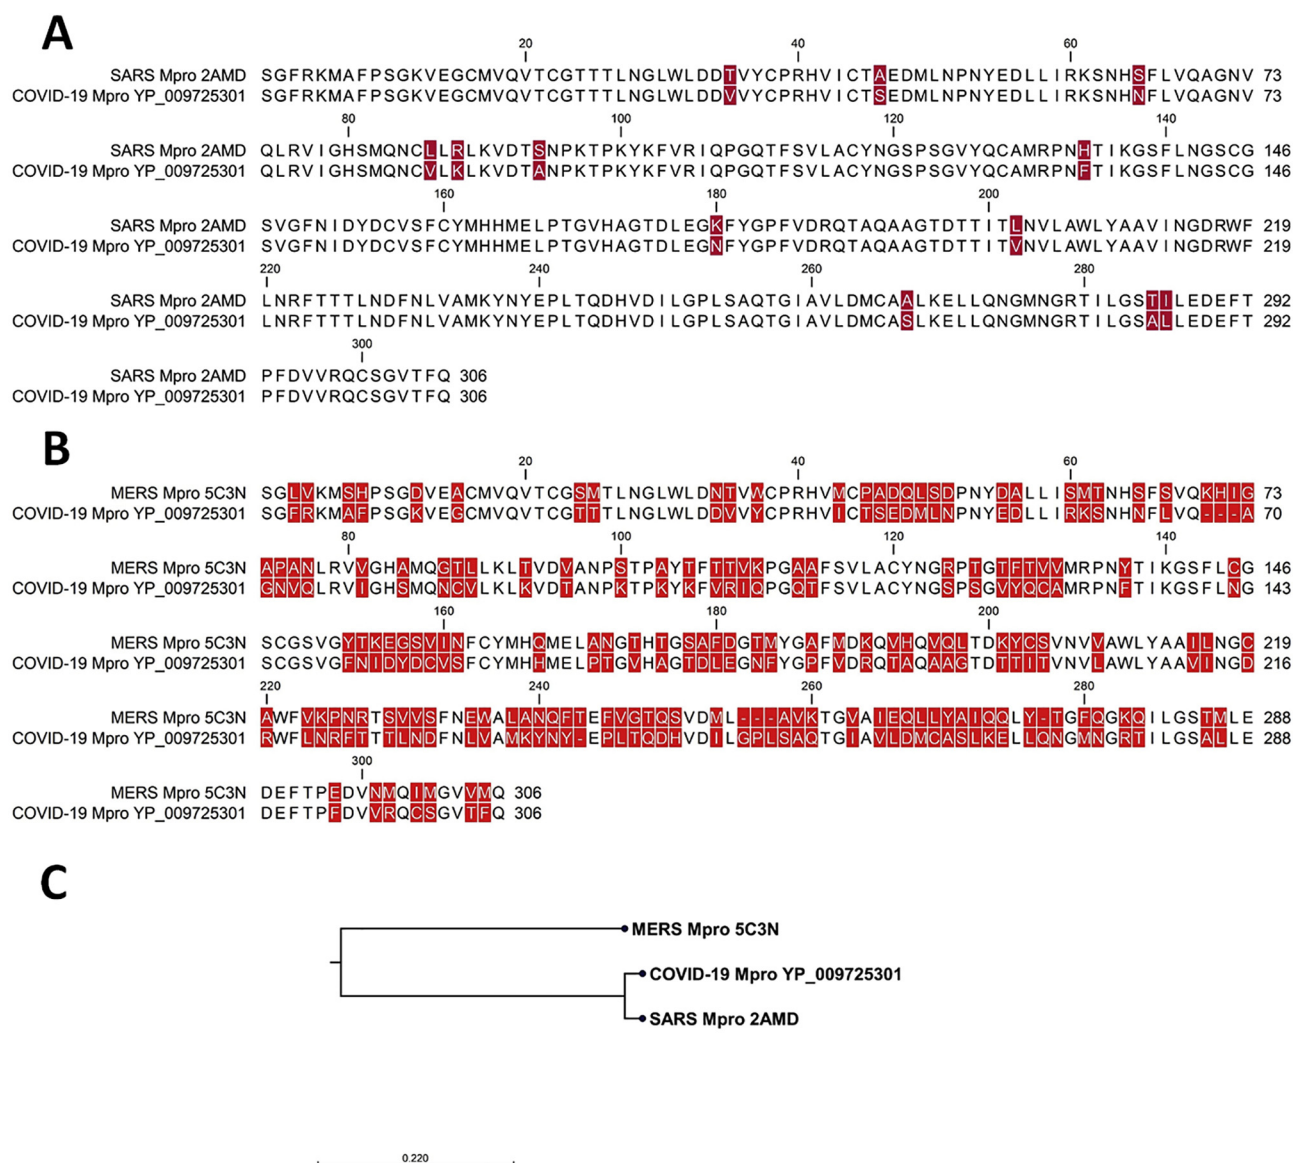 A
20 40 60
SARS Mpro 2AMD SGFRKMAFPSGKVEGCMVQVTCGTTTLNGLWLDDTVYCPRHVICTAEDMLNPNYEDLLIRKSNHSFLVQAGNV 73
COVID-19 Mpro YP_009725301 SGFRKMAFPSGKVEGCMVQVTCGTTTLNGLWLDDVVYCPRHVICTSEDMLNPNYEDLLIRKSNHNFLVQAGNV 73
80 100 120 140
SARS Mpro 2AMD QLRVIGHSMQNCLLRLKVDTSNPKTPKYKFVRIQPGQTFSVLACYNGSPSGVYQCAMRPNHTIKGSFLNGSCG 146
COVID-19 Mpro YP_009725301 QLRVIGHSMQNCVLKLKVDTANPKTPKYKFVRIQPGQTFSVLACYNGSPSGVYQCAMRPNFTIKGSFLNGSCG 146
160 180 200
SARS Mpro 2AMD SVGFNIDYDCVSFCYMHHMELPTGVHAGTDLEGKFYGPFVDRQTAQAAGTDTTITLNVLAWLYAAVINGDRWF 219
COVID-19 Mpro YP_009725301 SVGFNIDYDCVSFCYMHHMELPTGVHAGTDLEGNFYGPFVDRQTAQAAGTDTTITVNVLAWLYAAVINGDRWF 219
220 240 260 280
SARS Mpro 2AMD LNRFTTTLNDFNLVAMKYNYEPLTQDHVDILGPLSAQTGIAVLDMCAALKELLQNGMNGRTILGSTILEDEFT 292
COVID-19 Mpro YP_009725301 LNRFTTTLNDFNLVAMKYNYEPLTQDHVDILGPLSAQTGIAVLDMCASLKELLQNGMNGRTILGSALLEDEFT 292
300
SARS Mpro 2AMD PFDVVRQCSGVTFQ 306
COVID-19 Mpro YP_009725301 PFDVVRQCSGVTFQ 306
B
20 40 60
MERS Mpro 5C3N SGLVKMSHPSGDVEACMVQVTCGSMTLNGLWLDNTVWCPRHVMCPADQLSDPNYDALLISMTNHSFSVQKHIG 73
COVID-19 Mpro YP_009725301 SGFRKMAFPSGKVEGCMVQVTCGTTTLNGLWLDDVVYCPRHVICTSEDMLNPNYEDLLIRKSNHNFLVQ---A 70
80 100 120 140
MERS Mpro 5C3N APANLRVVGHAMQGTLLKLTVDVANPSTPAYTFTTVKPGAAFSVLACYNGRPTGTFTVVMRPNYTIKGSFLCG 146
COVID-19 Mpro YP_009725301 GNVQLRVIGHSMQNCVLKLKVDTANPKTPKYKFVRIQPGQTFSVLACYNGSPSGVYQCAMRPNFTIKGSFLNG 143
160 180 200
MERS Mpro 5C3N SCGSVGYTKEGSVINFCYMHQMELANGTHTGSAFDGTMYGAFMDKQVHQVQLTDKYCSVNVVAWLYAAILNGC 219
COVID-19 Mpro YP_009725301 SCGSVGFNIDYDCVSFCYMHHMELPTGVHAGTDLEGNFYGPFVDRQTAQAAGTDTTITVNVLAWLYAAVINGD 216
220 240 260 280
MERS Mpro 5C3N AWFVKPNRTSVVSFNEWALANQFTEFVGTQSVDML---AVKTGVAIEQLLYAIQQLY-TGFQGKQILGSTMLE 288
COVID-19 Mpro YP_009725301 RWFLNRFTTTLNDFNLVAMKYNY-EPLTQDHVDILGPLSAQTGIAVLDMCASLKELLQNGMNGRTILGSALLE 288
300
MERS Mpro 5C3N DEFTPEDVNMQIMGVVMQ 306
COVID-19 Mpro YP_009725301 DEFTPFDVVRQCSGVTFQ 306
C
MERS Mpro 5C3N
COVID-19 Mpro YP_009725301
SARS Mpro 2AMD
0.220